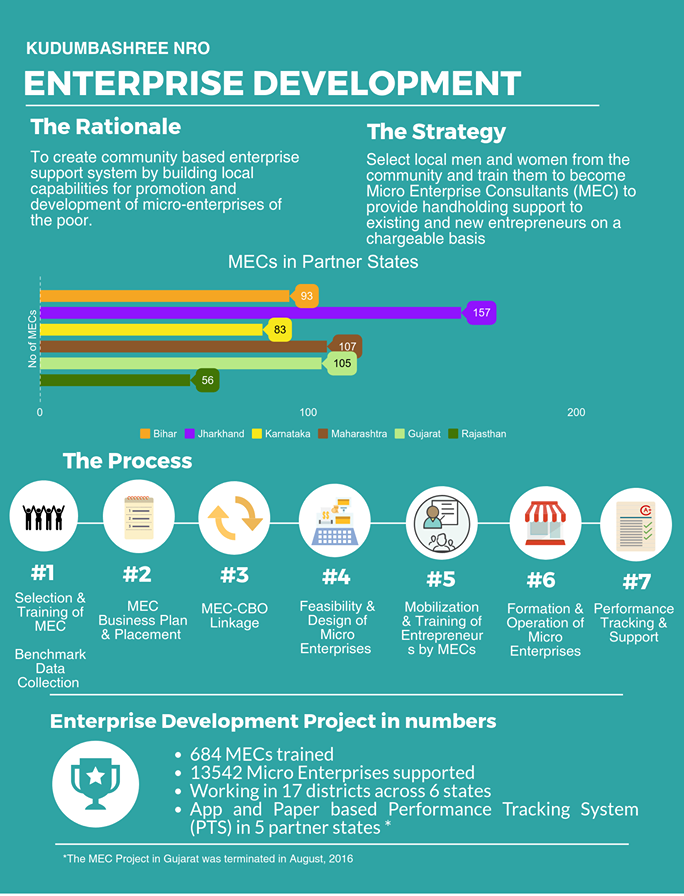 KUDUMBASHREE NRO
ENTERPRISE DEVELOPMENT
The Rationale
To create community based enterprise
support system by building local
capabilities for promotion and
development of micro-enterprises of
the poor.
The Strategy
Select local men and women from the
community and train them to become
Micro Enterprise Consultants (MEC) to
provide handholding support to
existing and new entrepreneurs on a
chargeable basis
MECs in Partner States
No of MECs
93
157
83
107
105
56
0 100 200
Bihar Jharkhand Karnataka Maharashtra Gujarat Rajasthan
The Process
#1
Selection &
Training of
MEC
Benchmark
Data
Collection
#2
MEC
Business Plan
& Placement
#3
MEC-CBO
Linkage
#4
Feasibility &
Design of
Micro
Enterprises
#5
Mobilization
& Training of
Entrepreneur
s by MECs
#6
Formation &
Operation of
Micro
Enterprises
A+
#7
Performance
Tracking &
Support
Enterprise Development Project in numbers
• 684 MECs trained
• 13542 Micro Enterprises supported
• Working in 17 districts across 6 states
• App and Paper based Performance Tracking System
(PTS) in 5 partner states *
*The MEC Project in Gujarat was terminated in August, 2016